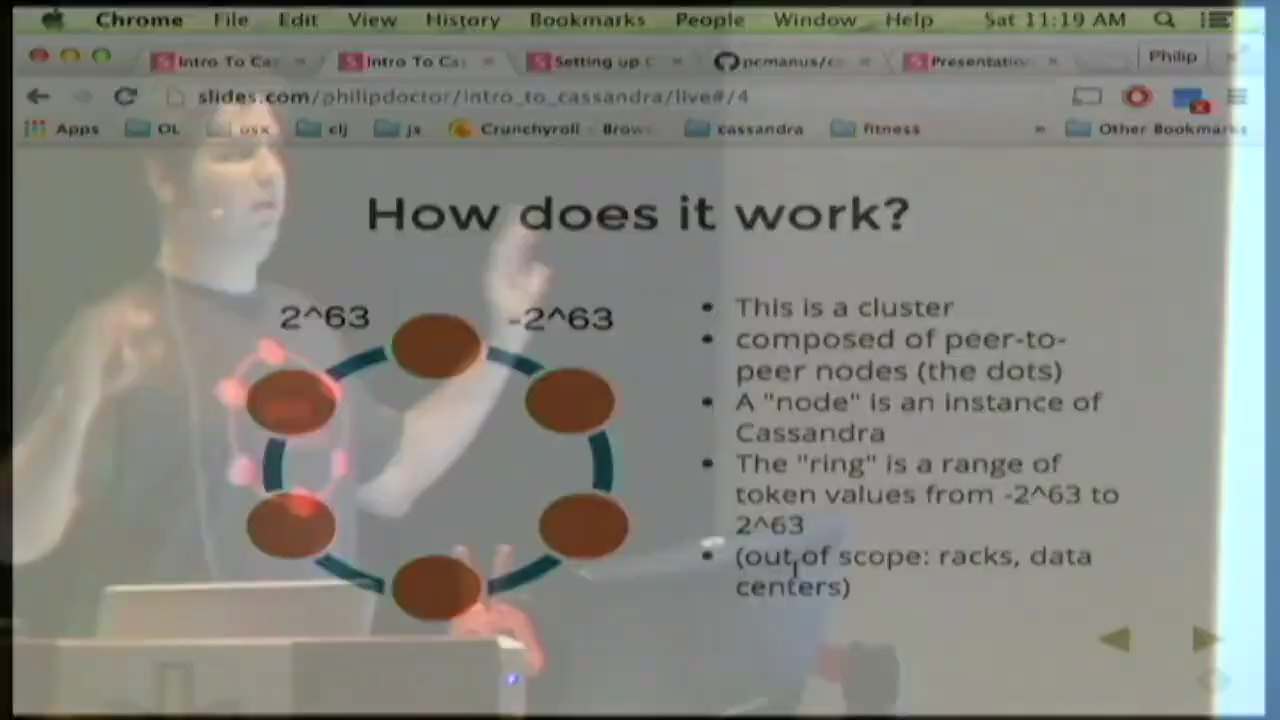 Chrome File Edit View History Bookmarks People Window Help Sat 11:19 AM
Intro To Ca Intro To Ca Setting up pcmanus/c Presentatio Philip
slides.com/philipdoctor/intro_to_cassandra/live#/4
Apps OL osx clj js Crunchyroll - Brow cassandra fitness » Other Bookmarks
How does it work?
2^63 -2^63
• This is a cluster
• composed of peer-to-
peer nodes (the dots)
• A "node" is an instance of
Cassandra
• The "ring" is a range of
token values from -2^63 to
2^63
• (out of scope: racks, data
centers)